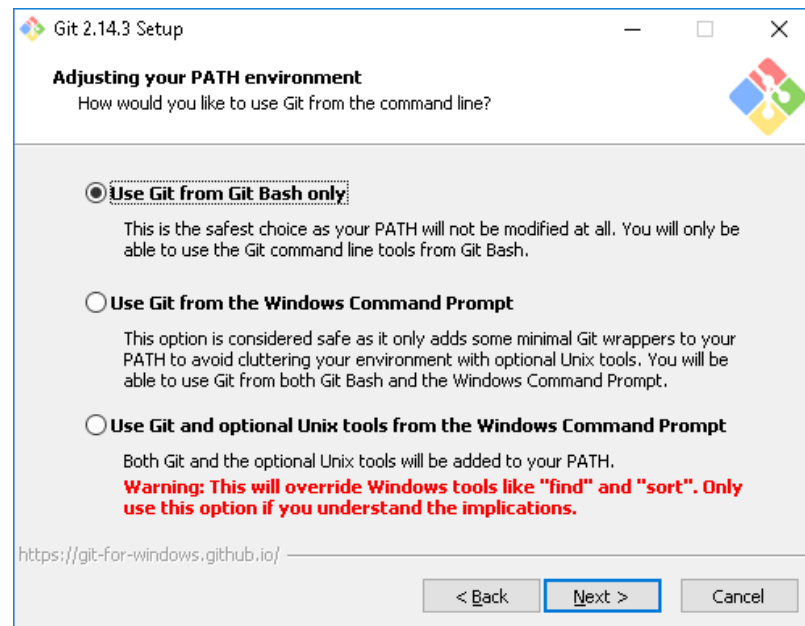 Git 2.14.3 Setup
Adjusting your PATH environment
How would you like to use Git from the command line?
Use Git from Git Bash only
This is the safest choice as your PATH will not be modified at all. You will only be
able to use the Git command line tools from Git Bash.
Use Git from the Windows Command Prompt
This option is considered safe as it only adds some minimal Git wrappers to your
PATH to avoid cluttering your environment with optional Unix tools. You will be
able to use Git from both Git Bash and the Windows Command Prompt.
Use Git and optional Unix tools from the Windows Command Prompt
Both Git and the optional Unix tools will be added to your PATH.
Warning: This will override Windows tools like "find" and "sort". Only
use this option if you understand the implications.
https://git-for-windows.github.io/
< Back Next > Cancel